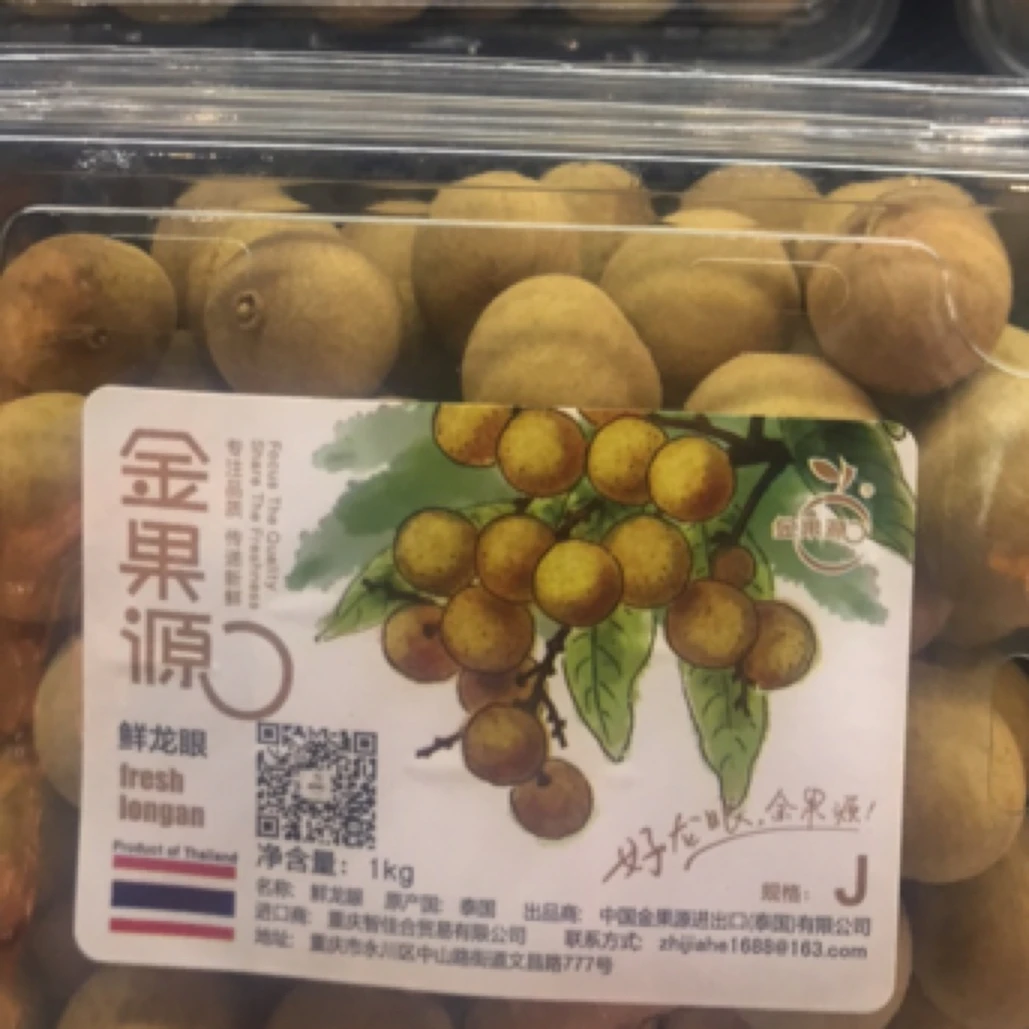 金果源
Focus The Quality
Share The Freshness
专注品质 传递新鲜
金果源
鲜龙眼
fresh
longan
Product of Thailand
净含量: 1kg
好龙眼,金果源!
规格: J
名称: 鲜龙眼 原产国: 泰国 出品商: 中国金果源进出口(泰国)有限公司
进口商: 重庆智佳合贸易有限公司 联系方式: zhijiahe1688@163.com
地址: 重庆市永川区中山路街道文昌路777号